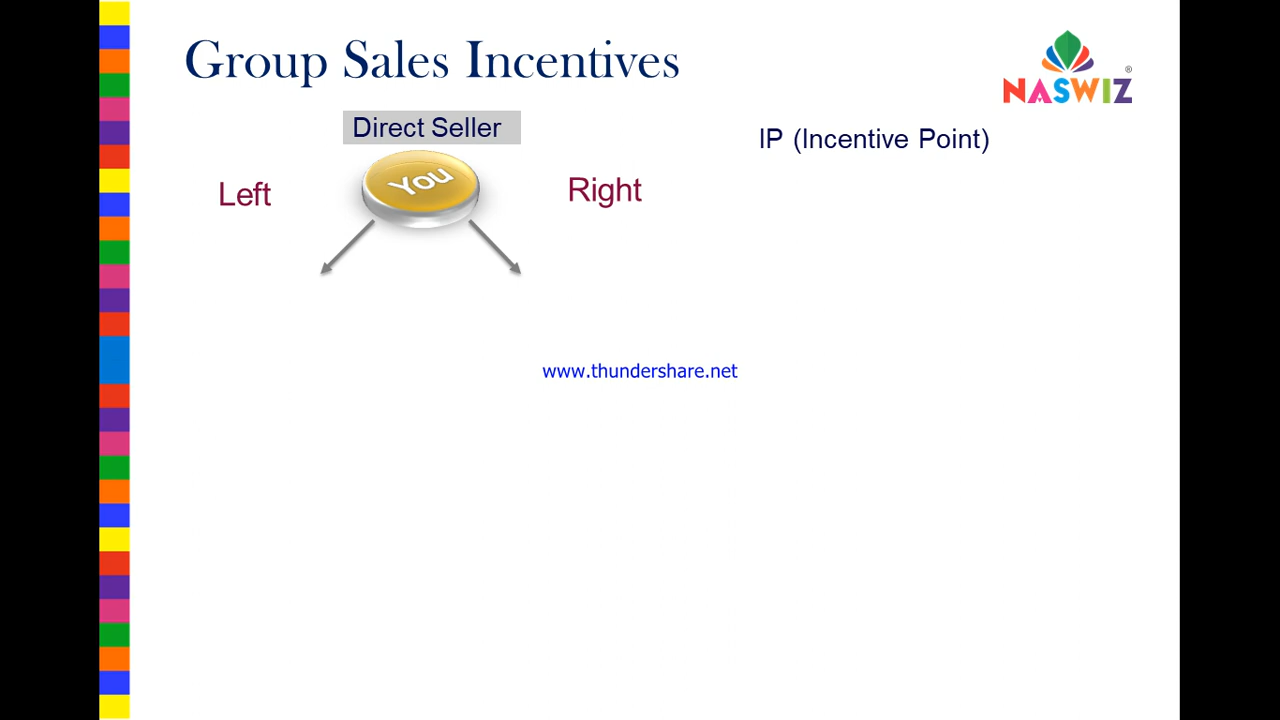 Group Sales Incentives
NASWIZ®
Direct Seller
IP (Incentive Point)
You
Left
Right
www.thundershare.net